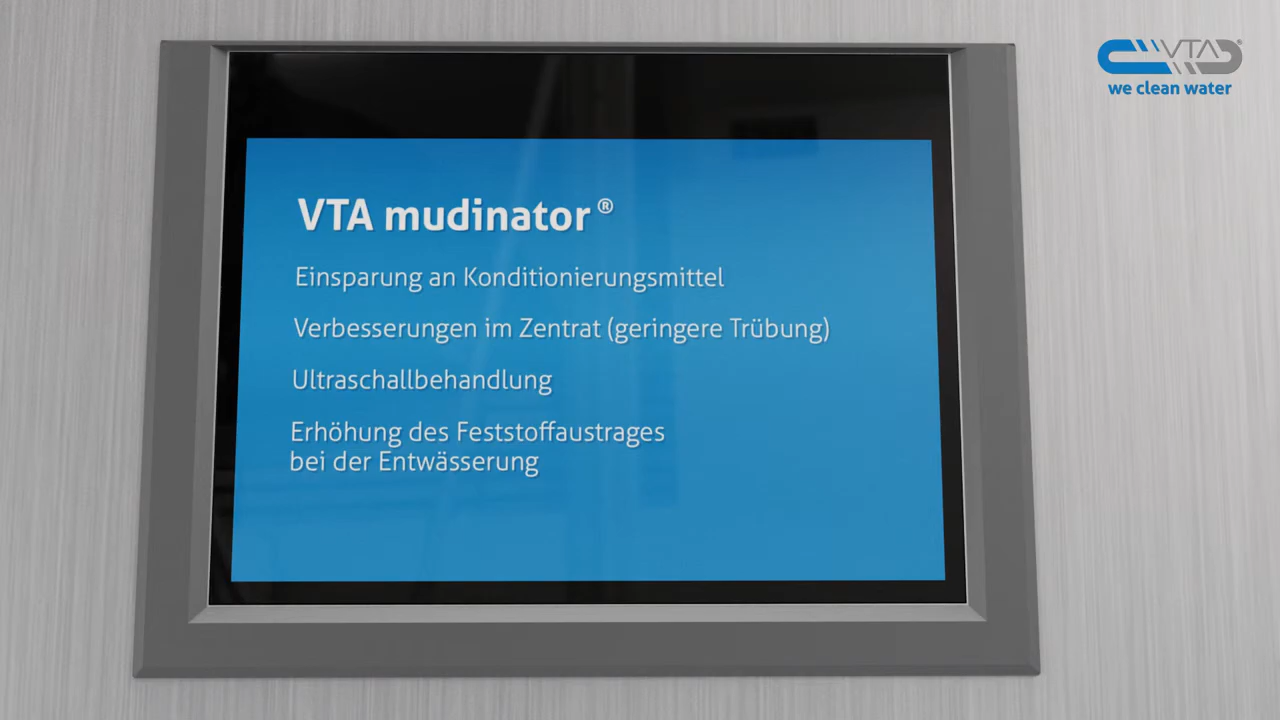 VTA®
we clean water
VTA mudinator®
Einsparung an Konditionierungsmittel
Verbesserungen im Zentrat (geringere Trübung)
Ultraschallbehandlung
Erhöhung des Feststoffaustrages
bei der Entwässerung